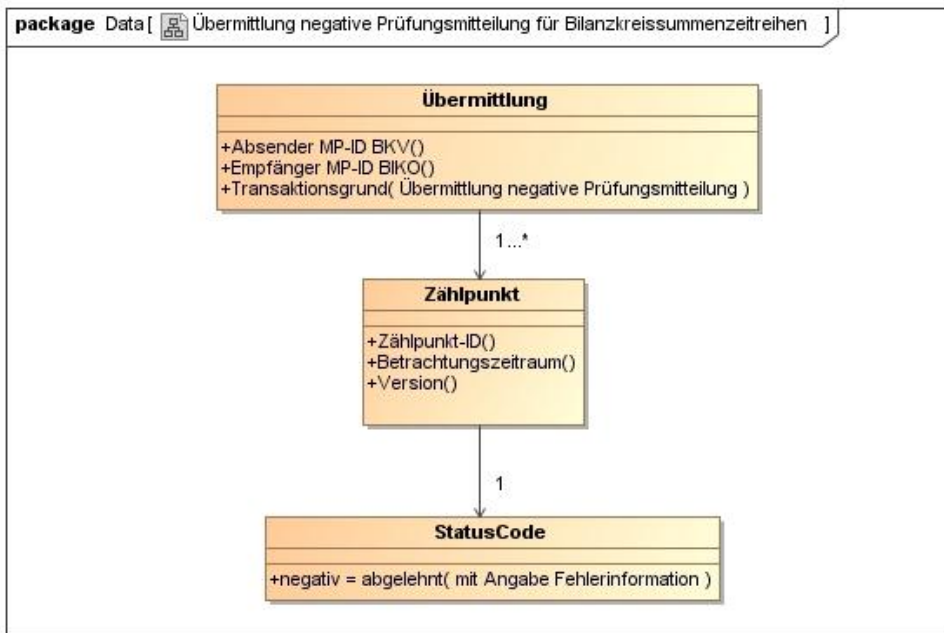 package Data [ Übermittlung negative Prüfungsmitteilung für Bilanzkreissummenzeitreihen ]
Übermittlung
+Absender MP-ID BKV()
+Empfänger MP-ID BIKO()
+Transaktionsgrund( Übermittlung negative Prüfungsmitteilung )
1...*
Zählpunkt
+Zählpunkt-ID()
+Betrachtungszeitraum()
+Version()
1
StatusCode
+negativ = abgelehnt( mit Angabe Fehlerinformation )